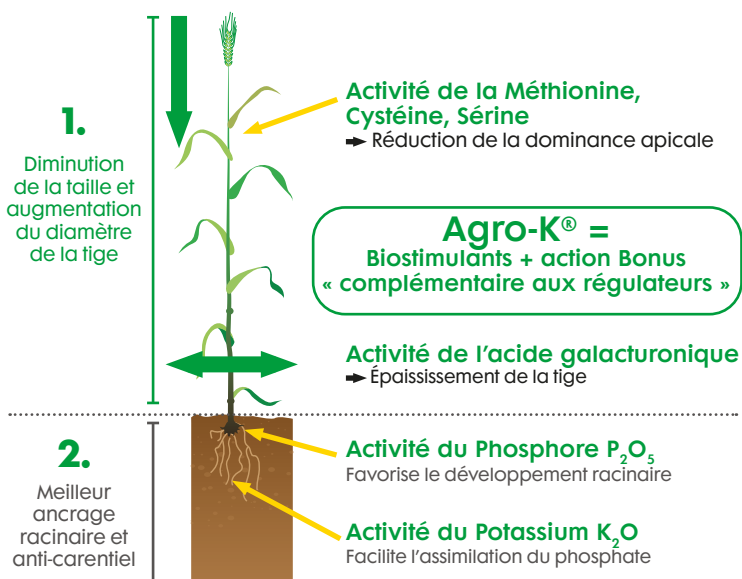 1.
Diminution
de la taille et
augmentation
du diamètre
de la tige
Activité de la Méthionine,
Cystéine, Sérine
➡ Réduction de la dominance apicale
Agro-K® =
Biostimulants + action Bonus
« complémentaire aux régulateurs »
Activité de l'acide galacturonique
➡ Épaississement de la tige
2.
Meilleur
ancrage
racinaire et
anti-carentiel
Activité du Phosphore P₂O₅
Favorise le développement racinaire
Activité du Potassium K₂O
Facilite l'assimilation du phosphate